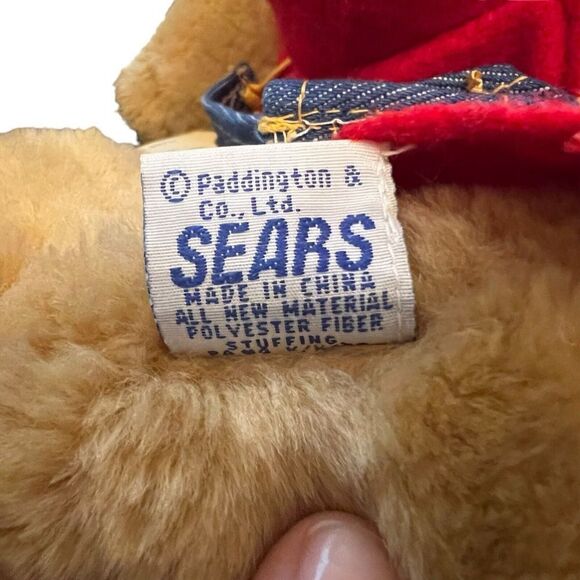 © Paddington &
Co., Ltd.
SEARS
MADE IN CHINA
ALL NEW MATERIAL
POLYESTER FIBER
STUFFING